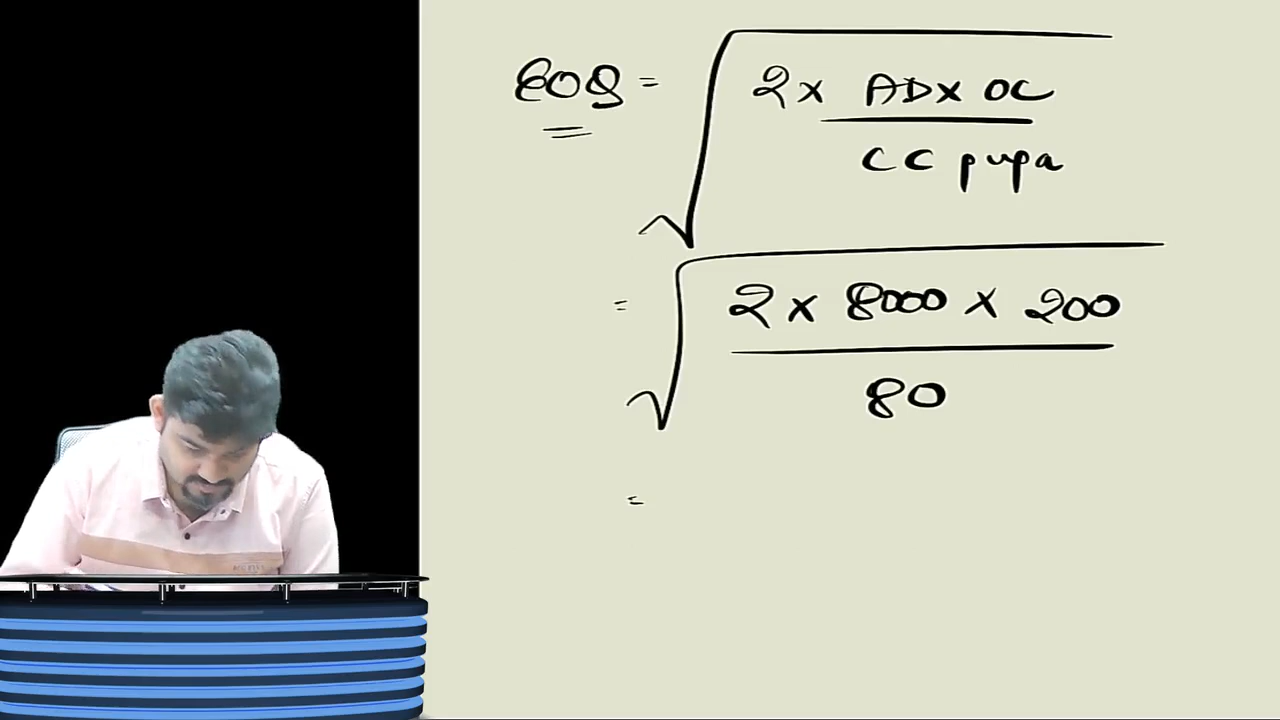 EOQ = √ 2 x AD x OC
CC pupa
= √ 2 x 8000 x 200
80
=